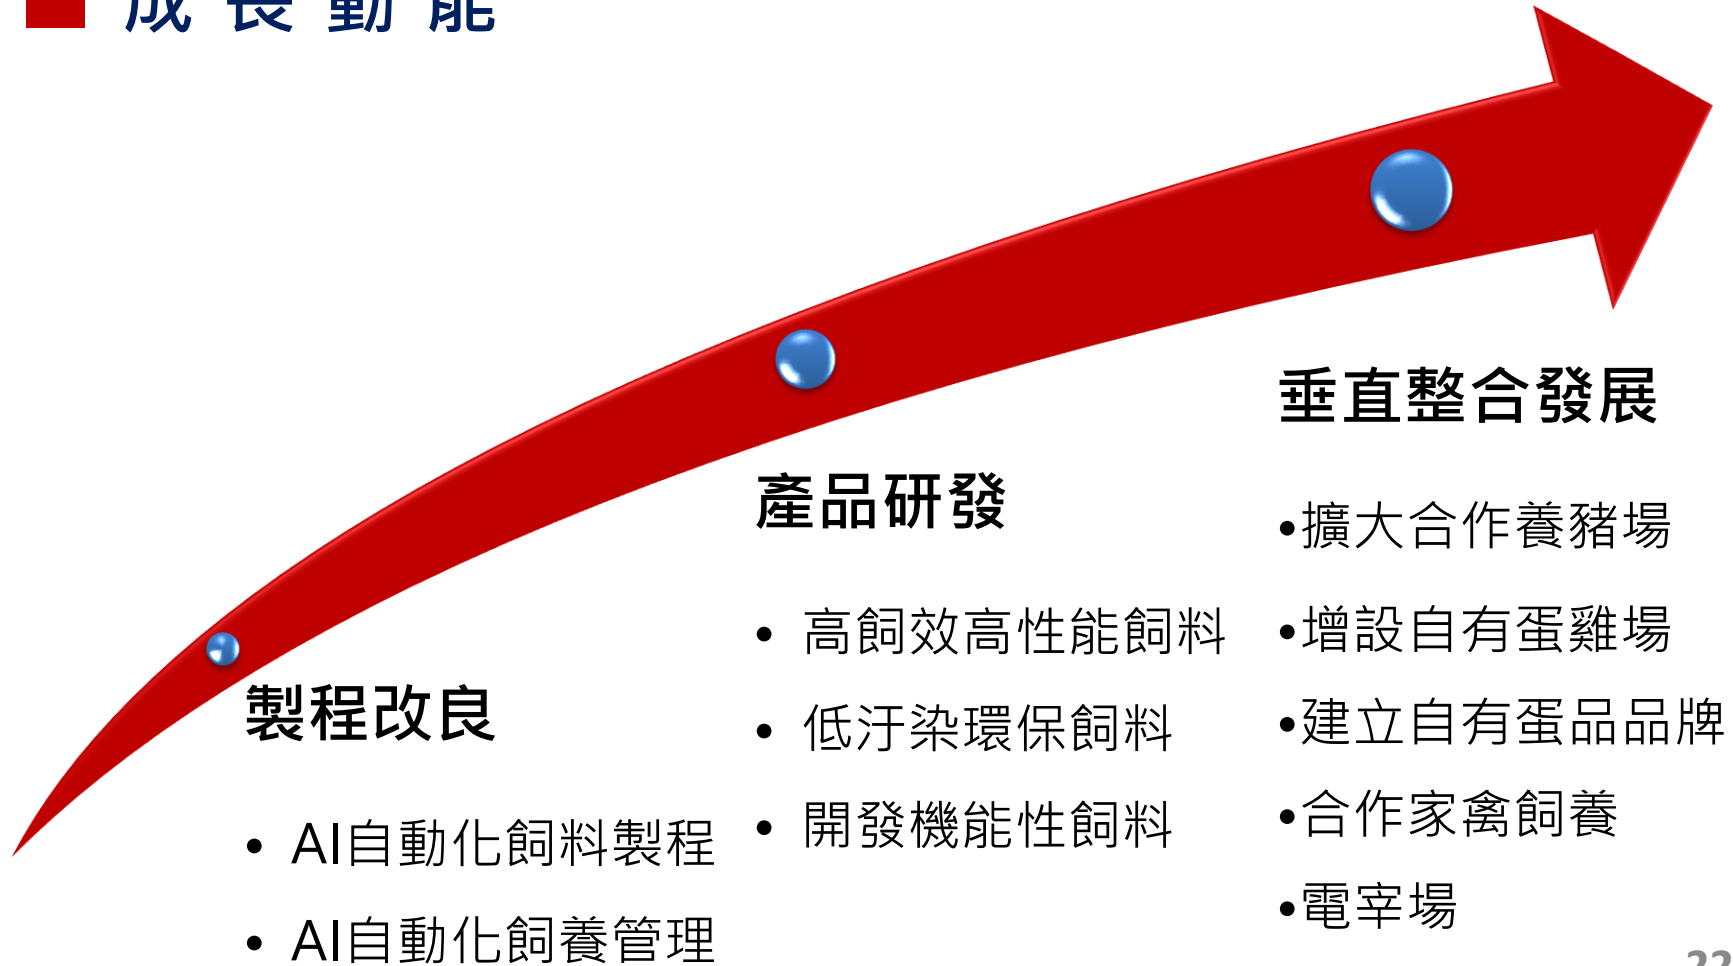 成長動能
製程改良
• AI自動化飼料製程
• AI自動化飼養管理
產品研發
• 高飼效高性能飼料
• 低汙染環保飼料
• 開發機能性飼料
垂直整合發展
•擴大合作養豬場
•增設自有蛋雞場
•建立自有蛋品品牌
•合作家禽飼養
•電宰場
22